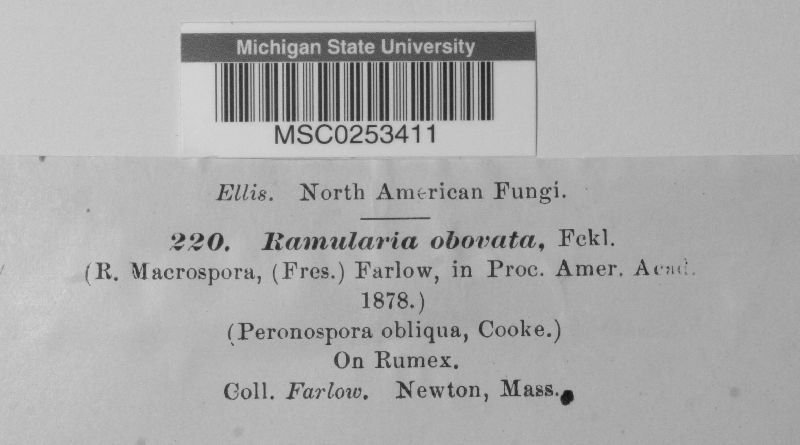 Michigan State University
MSC0253411
Ellis. North American Fungi.
220. Ramularia obovata, Fckl.
(R. Macrospora, (Fres.) Farlow, in Proc. Amer. Acad.
1878.)
(Peronospora obliqua, Cooke.)
On Rumex.
Coll. Farlow. Newton, Mass.